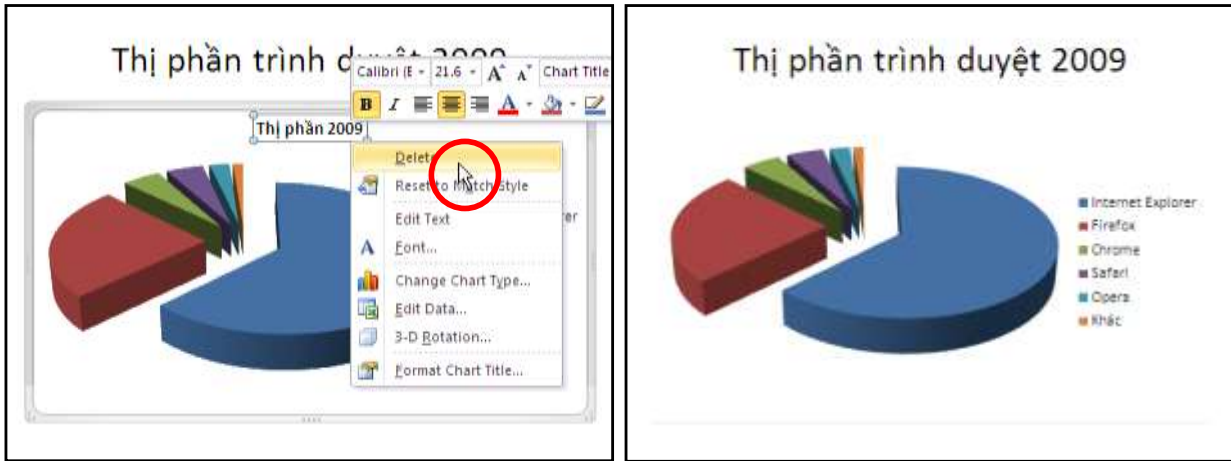 Thị phần trình duyệt 2009
Calibri (E 21.6 A A Chart Title
B I A
Thị phần 2009
Delete
Reset to Match Style
er
Edit Text
A Font...
Change Chart Type...
Edit Data...
3-D Rotation...
Format Chart Title...
Thị phần trình duyệt 2009
Internet Explorer
Firefox
Chrome
Safari
Opera
Khác